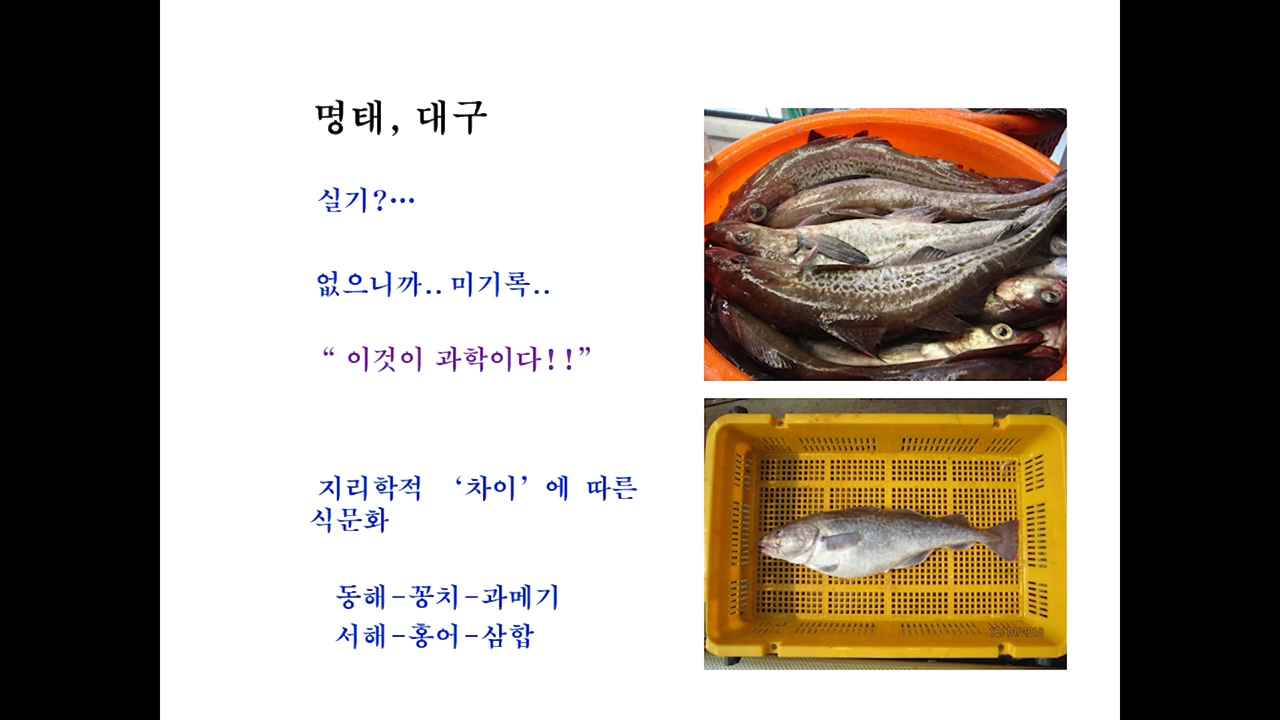 명태, 대구
실기?…
없으니까.. 미기록..
“ 이것이 과학이다!!”
지리학적 ‘차이’ 에 따른
식문화
동해-꽁치-과메기
서해-홍어-삼합